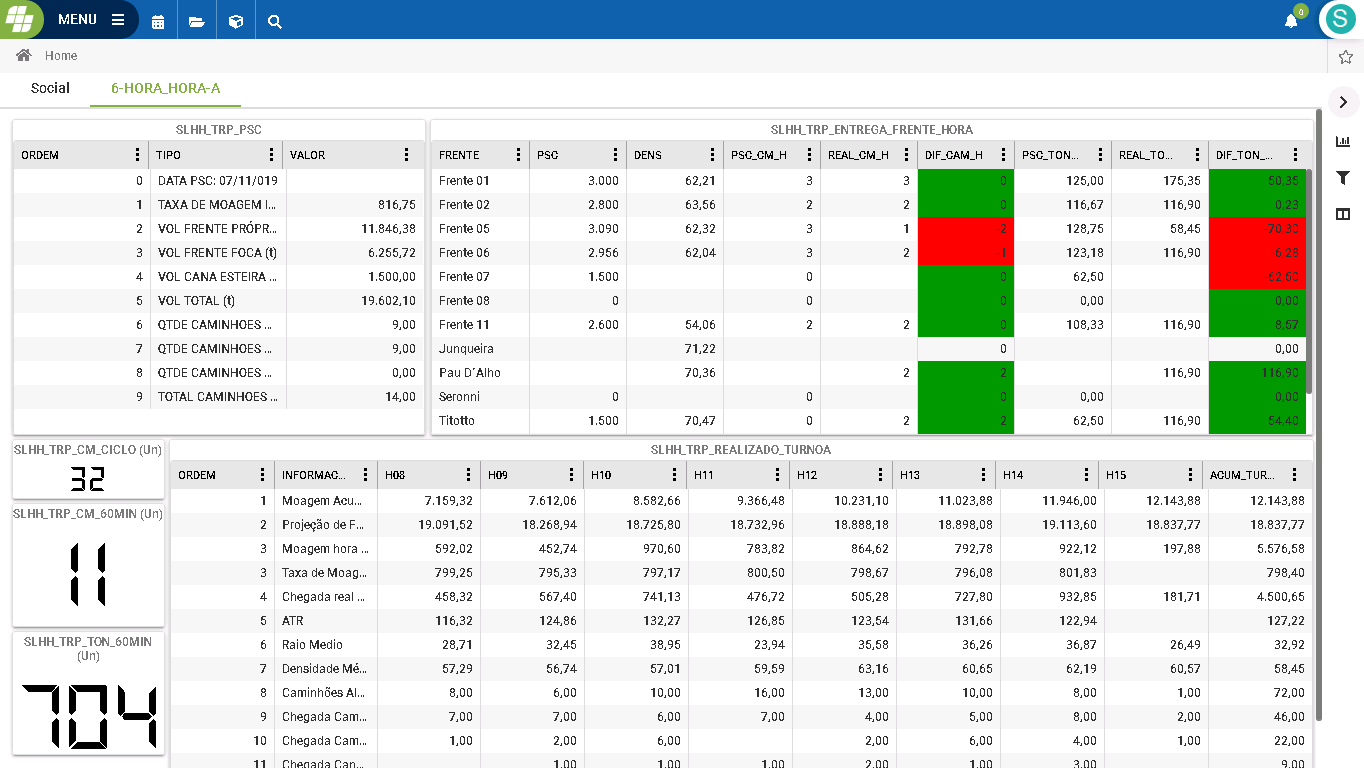 MENU
0
S
Home
Social 6-HORA_HORA-A
SLHH_TRP_PSC
ORDEM TIPO VALOR
0 DATA PSC: 07/11/019
1 TAXA DE MOAGEM I... 816,75
2 VOL FRENTE PRÓPR... 11.846,38
3 VOL FRENTE FOCA (t) 6.255,72
4 VOL CANA ESTEIRA ... 1.500,00
5 VOL TOTAL (t) 19.602,10
6 QTDE CAMINHOES ... 9,00
7 QTDE CAMINHOES ... 9,00
8 QTDE CAMINHOES ... 0,00
9 TOTAL CAMINHOES ... 14,00
SLHH_TRP_ENTREGA_FRENTE_HORA
FRENTE PSC DENS PSC_CM_H REAL_CM_H DIF_CAM_H PSC_TON... REAL_TO... DIF_TON_...
Frente 01 3.000 62,21 3 3 0 125,00 175,35 50,35
Frente 02 2.800 63,56 2 2 0 116,67 116,90 0,23
Frente 05 3.090 62,32 3 1 -2 128,75 58,45 -70,30
Frente 06 2.956 62,04 3 2 -1 123,18 116,90 -6,28
Frente 07 1.500 0 0 62,50 -62,50
Frente 08 0 0 0 0,00 0,00
Frente 11 2.600 54,06 2 2 0 108,33 116,90 8,57
Junqueira 71,22 0 0,00
Pau D´Alho 70,36 2 2 116,90 116,90
Seronni 0 0 0 0,00 0,00
Titotto 1.500 70,47 0 2 2 62,50 116,90 54,40
SLHH_TRP_CM_CICLO (Un)
32
SLHH_TRP_CM_60MIN (Un)
11
SLHH_TRP_TON_60MIN
(Un)
704
SLHH_TRP_REALIZADO_TURNOA
ORDEM INFORMAC... H08 H09 H10 H11 H12 H13 H14 H15 ACUM_TUR...
1 Moagem Acu... 7.159,32 7.612,06 8.582,66 9.366,48 10.231,10 11.023,88 11.946,00 12.143,88 12.143,88
2 Projeção de F... 19.091,52 18.268,94 18.725,80 18.732,96 18.888,18 18.898,08 19.113,60 18.837,77 18.837,77
3 Moagem hora ... 592,02 452,74 970,60 783,82 864,62 792,78 922,12 197,88 5.576,58
3 Taxa de Moag... 799,25 795,33 797,17 800,50 798,67 796,08 801,83 798,40
4 Chegada real ... 458,32 567,40 741,13 476,72 505,28 727,80 932,85 181,71 4.500,65
5 ATR 116,32 124,86 132,27 126,85 123,54 131,66 122,94 127,22
6 Raio Medio 28,71 32,45 38,95 23,94 35,58 36,26 36,87 26,49 32,92
7 Densidade Mé... 57,29 56,74 57,01 59,59 63,16 60,65 62,19 60,57 58,45
8 Caminhões Al... 8,00 6,00 10,00 16,00 13,00 10,00 8,00 1,00 72,00
9 Chegada Cam... 7,00 7,00 6,00 7,00 4,00 5,00 8,00 2,00 46,00
10 Chegada Cam... 1,00 2,00 6,00 2,00 6,00 4,00 1,00 22,00
11 Chegada Can... 1,00 1,00 1,00 2,00 1,00 3,00 9,00